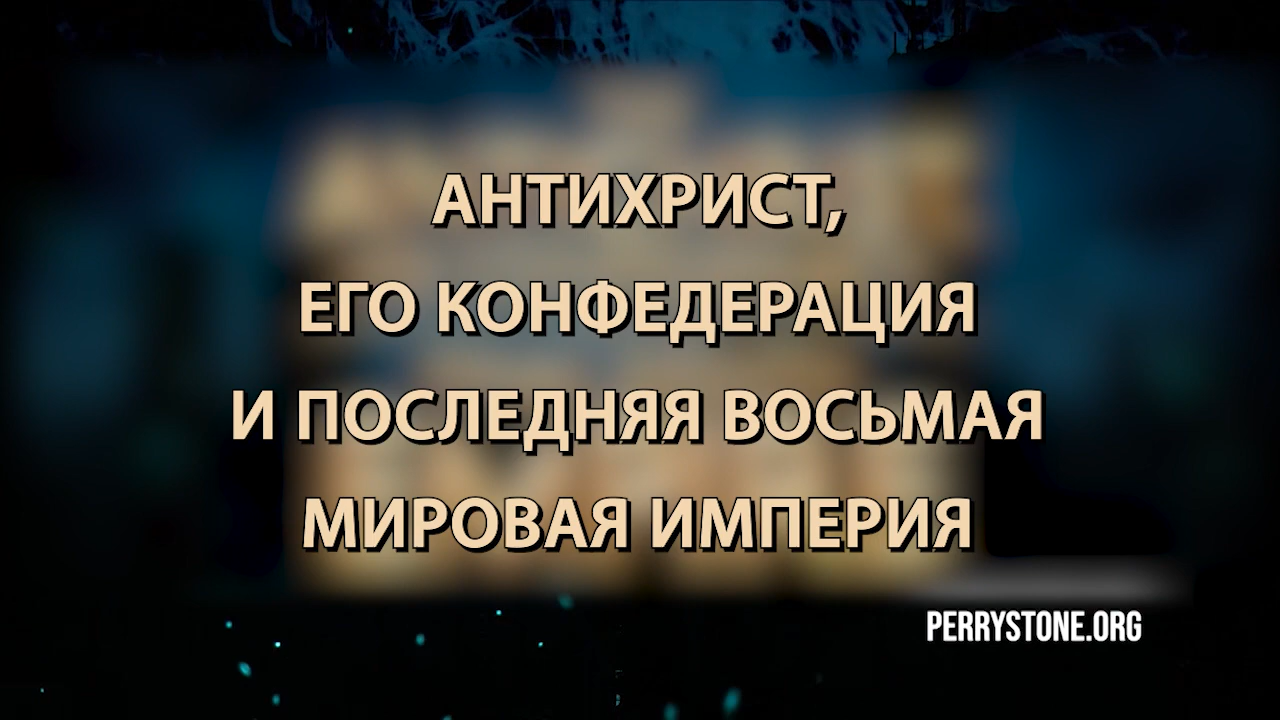 АНТИХРИСТ,
ЕГО КОНФЕДЕРАЦИЯ
И ПОСЛЕДНЯЯ ВОСЬМАЯ
МИРОВАЯ ИМПЕРИЯ
PERRYSTONE.ORG